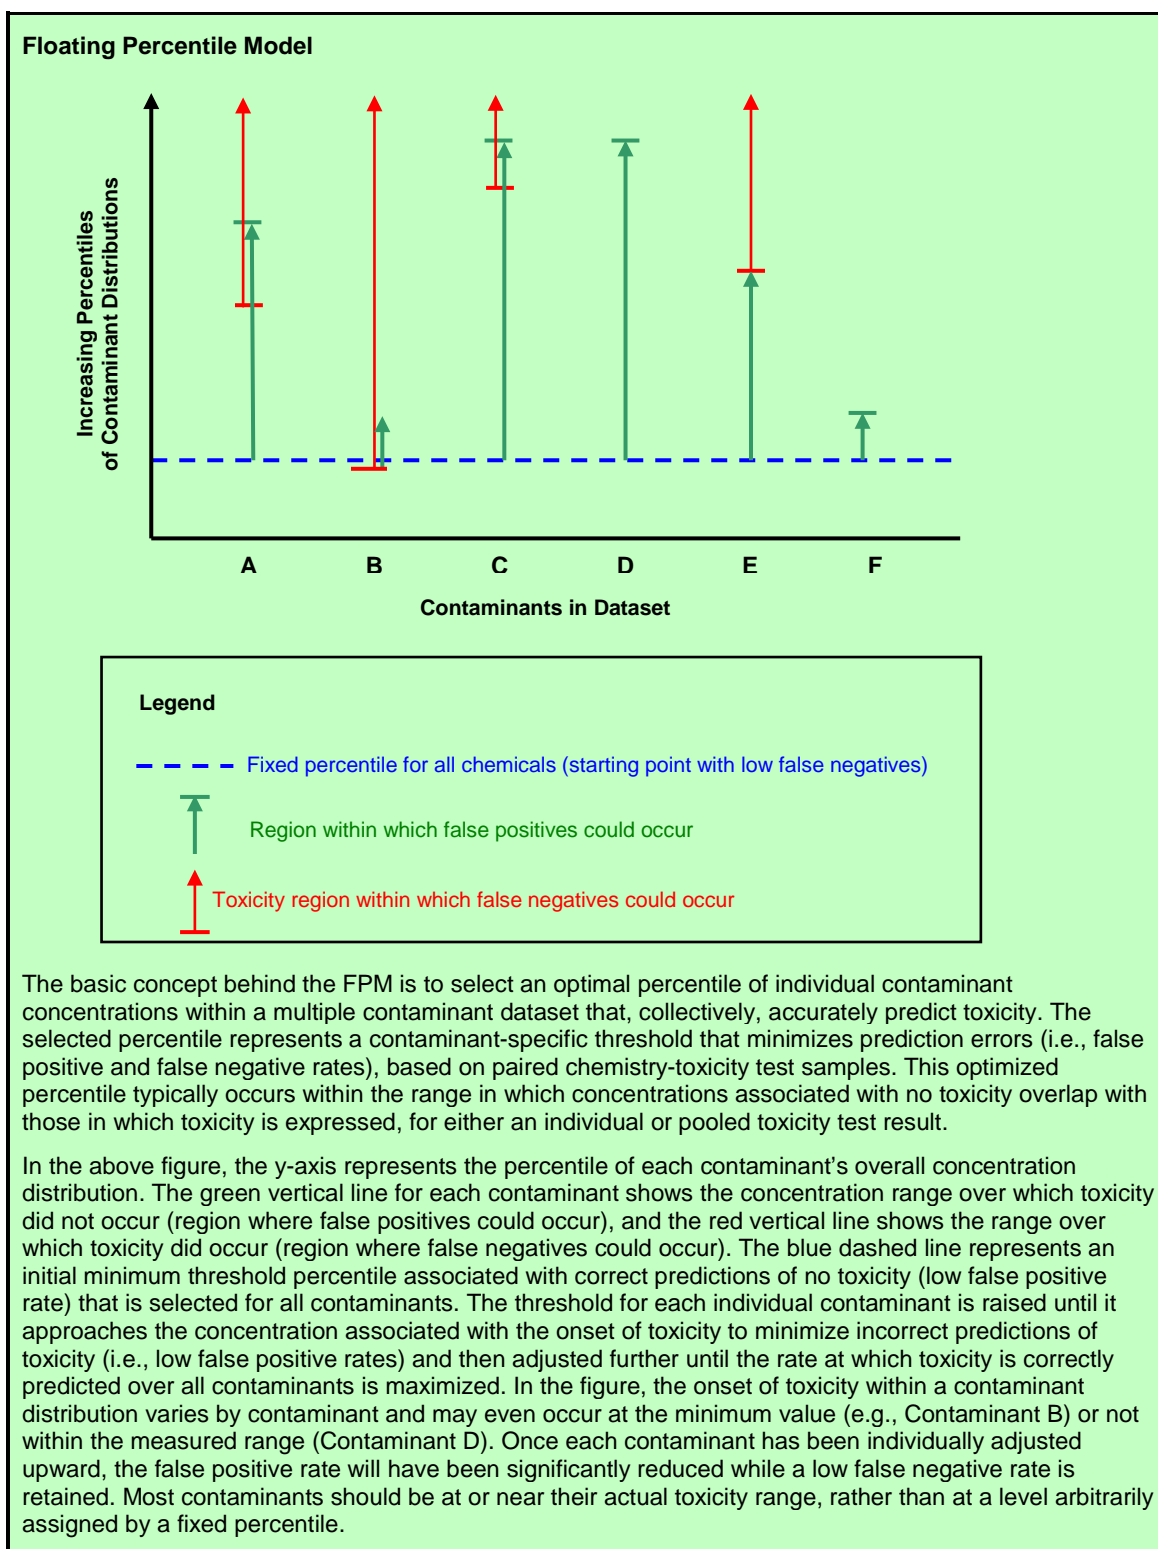 Floating Percentile Model
Increasing Percentiles
of Contaminant Distributions
A B C D E F
Contaminants in Dataset
Legend
Fixed percentile for all chemicals (starting point with low false negatives)
Region within which false positives could occur
Toxicity region within which false negatives could occur
The basic concept behind the FPM is to select an optimal percentile of individual contaminant
concentrations within a multiple contaminant dataset that, collectively, accurately predict toxicity. The
selected percentile represents a contaminant-specific threshold that minimizes prediction errors (i.e., false
positive and false negative rates), based on paired chemistry-toxicity test samples. This optimized
percentile typically occurs within the range in which concentrations associated with no toxicity overlap with
those in which toxicity is expressed, for either an individual or pooled toxicity test result.
In the above figure, the y-axis represents the percentile of each contaminant's overall concentration
distribution. The green vertical line for each contaminant shows the concentration range over which toxicity
did not occur (region where false positives could occur), and the red vertical line shows the range over
which toxicity did occur (region where false negatives could occur). The blue dashed line represents an
initial minimum threshold percentile associated with correct predictions of no toxicity (low false positive
rate) that is selected for all contaminants. The threshold for each individual contaminant is raised until it
approaches the concentration associated with the onset of toxicity to minimize incorrect predictions of
toxicity (i.e., low false positive rates) and then adjusted further until the rate at which toxicity is correctly
predicted over all contaminants is maximized. In the figure, the onset of toxicity within a contaminant
distribution varies by contaminant and may even occur at the minimum value (e.g., Contaminant B) or not
within the measured range (Contaminant D). Once each contaminant has been individually adjusted
upward, the false positive rate will have been significantly reduced while a low false negative rate is
retained. Most contaminants should be at or near their actual toxicity range, rather than at a level arbitrarily
assigned by a fixed percentile.